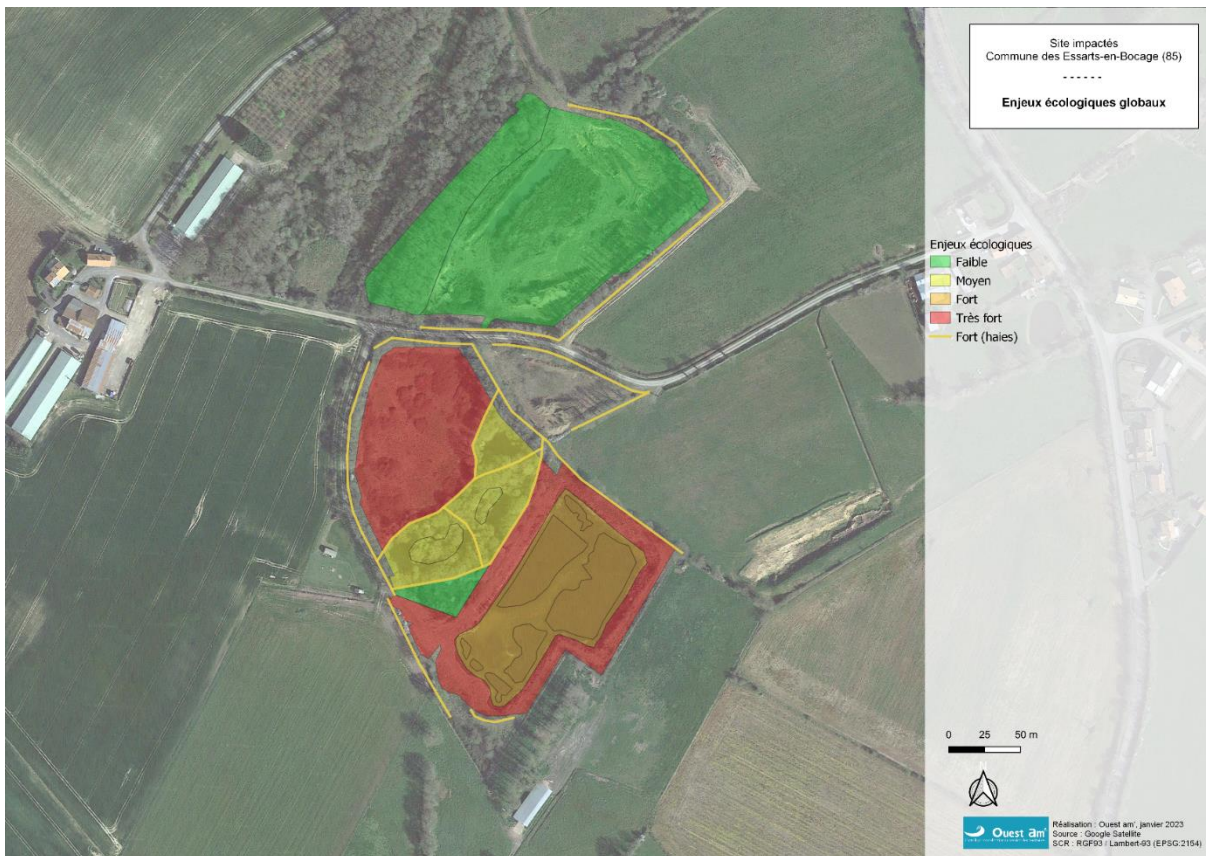 Site impactés
Commune des Essarts-en-Bocage (85)
- - - - - -
Enjeux écologiques globaux
Enjeux écologiques
Faible
Moyen
Fort
Très fort
Fort (haies)
0 25 50 m
N
Ouest am'
Réalisation : Ouest am', janvier 2023
Source : Google Satellite
SCR : RGF93 / Lambert-93 (EPSG:2154)